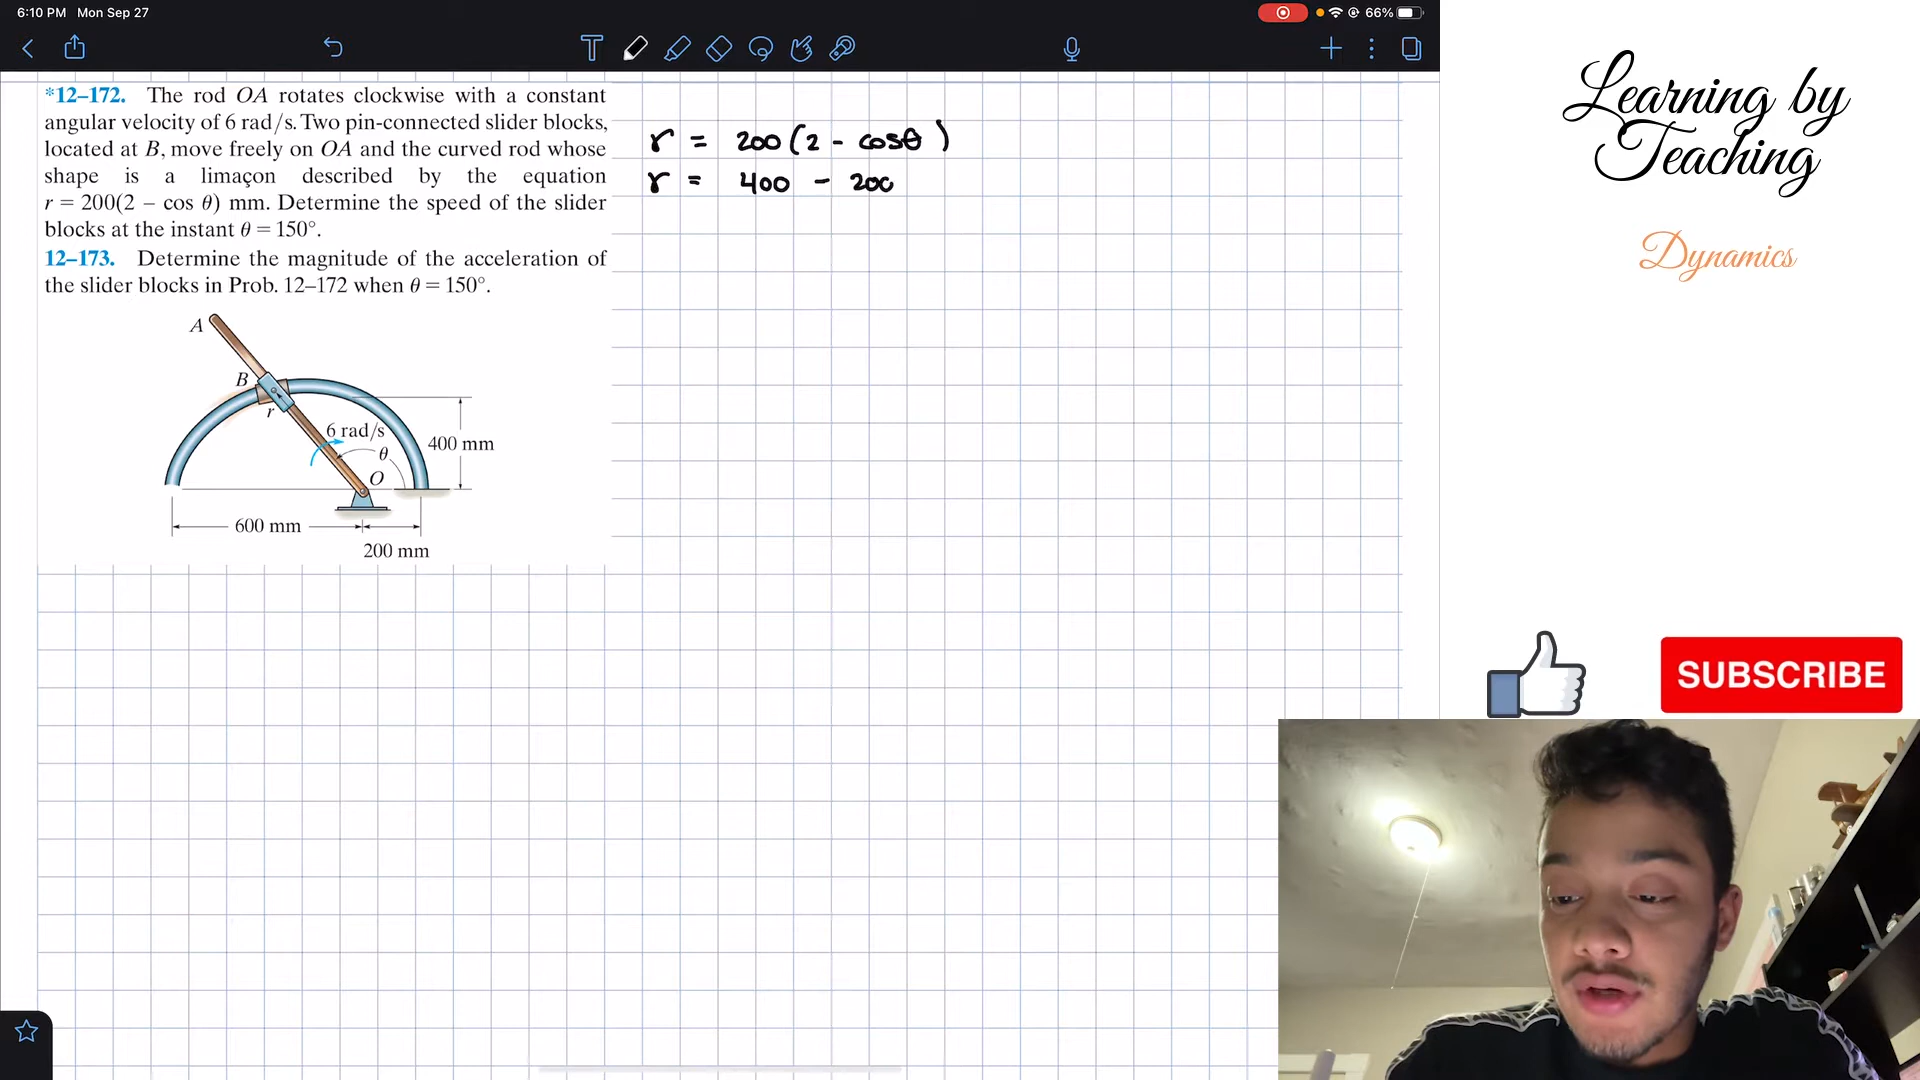 6:10 PM Mon Sep 27
66%
*12–172. The rod OA rotates clockwise with a constant
angular velocity of 6 rad/s. Two pin-connected slider blocks,
located at B, move freely on OA and the curved rod whose
shape is a limaçon described by the equation
r = 200(2 – cos θ) mm. Determine the speed of the slider
blocks at the instant θ = 150°.
12–173. Determine the magnitude of the acceleration of
the slider blocks in Prob. 12–172 when θ = 150°.
A
B
r
6 rad/s
θ
400 mm
O
600 mm
200 mm
r = 200(2 - cosθ)
r = 400 - 200
Learning by
Teaching
Dynamics
SUBSCRIBE